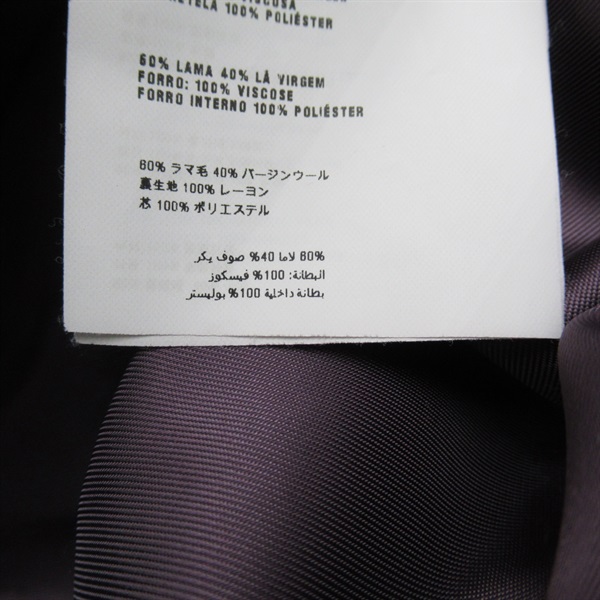 VISCOSA
100% POLIÉSTER
60% LAMA 40% LÃ VIRGEM
FORRO: 100% VISCOSE
FORRO INTERNO 100% POLIÉSTER
60% ラマ毛 40% バージンウール
裏生地 100% レーヨン
芯 100% ポリエステル
60% لاما 40% صوف بكر
البطانة: 100% فيسكوز
بطانة داخلية 100% بوليستر